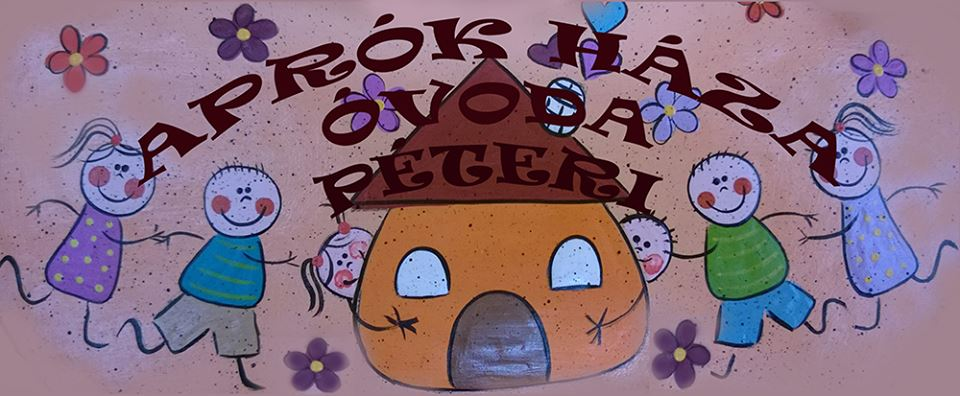 APRÓK HÁZA
ÓVODA
PÉTERI